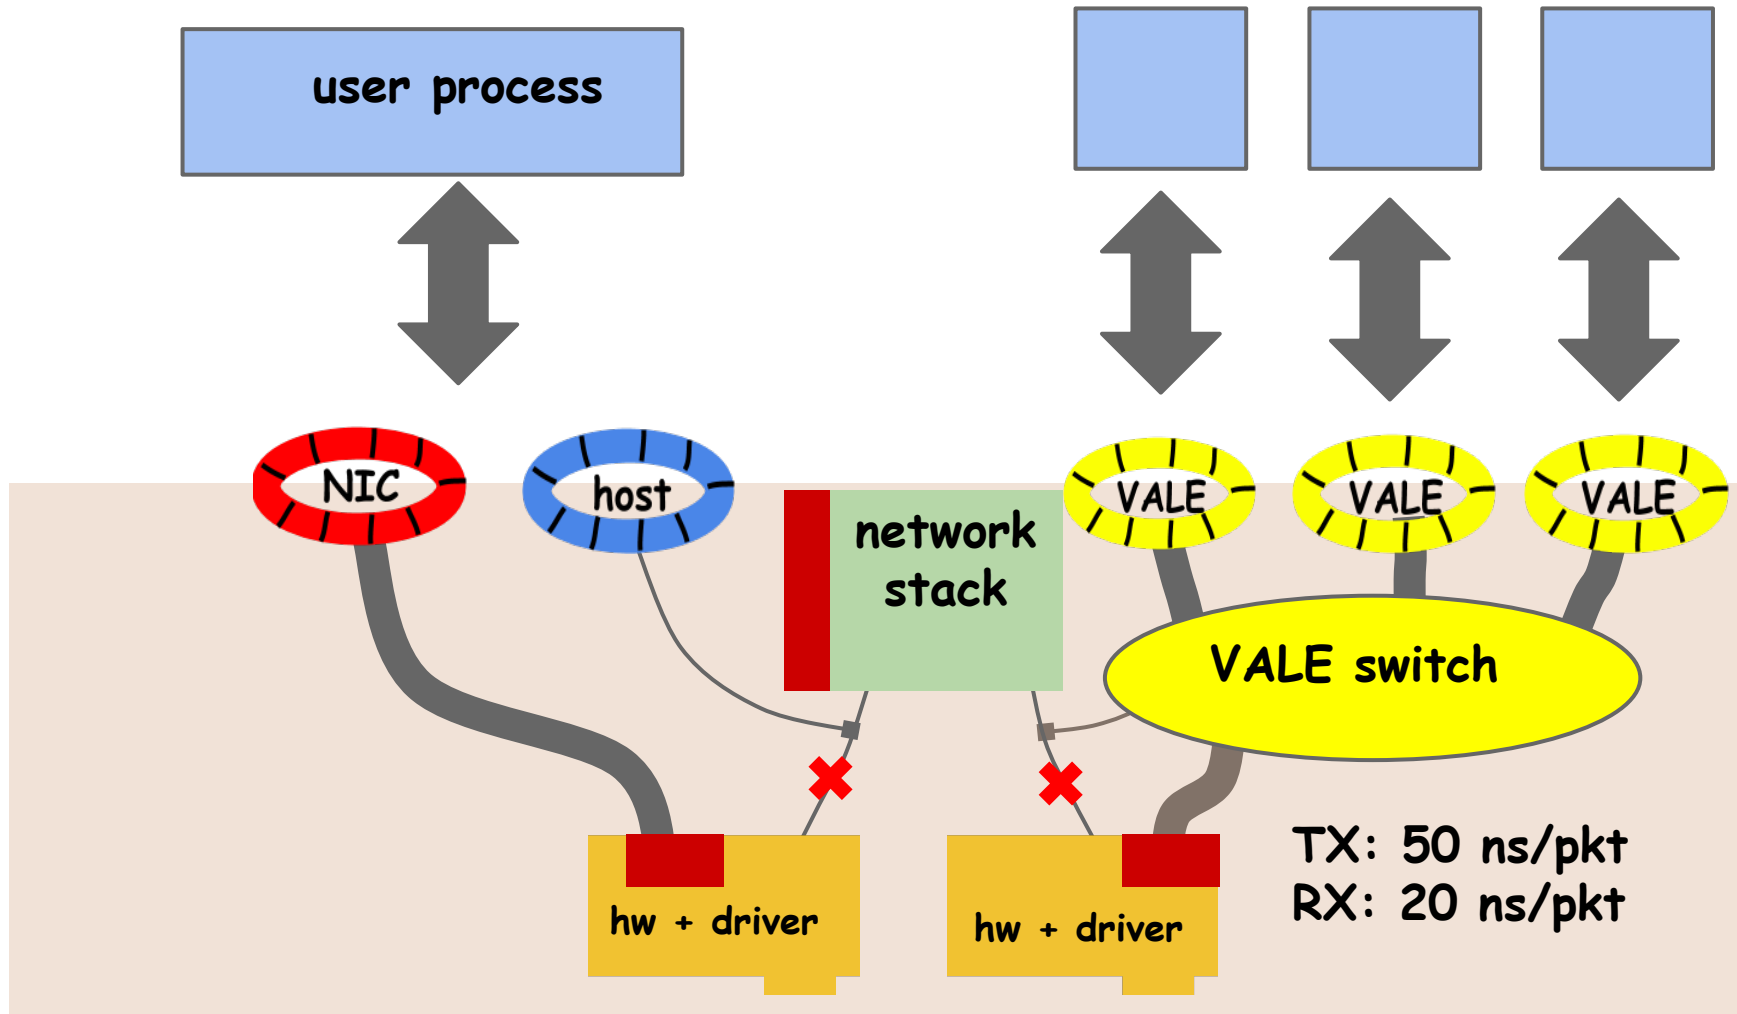 user process
NIC
host
VALE
VALE
VALE
network
stack
VALE switch
TX: 50 ns/pkt
RX: 20 ns/pkt
hw + driver
hw + driver